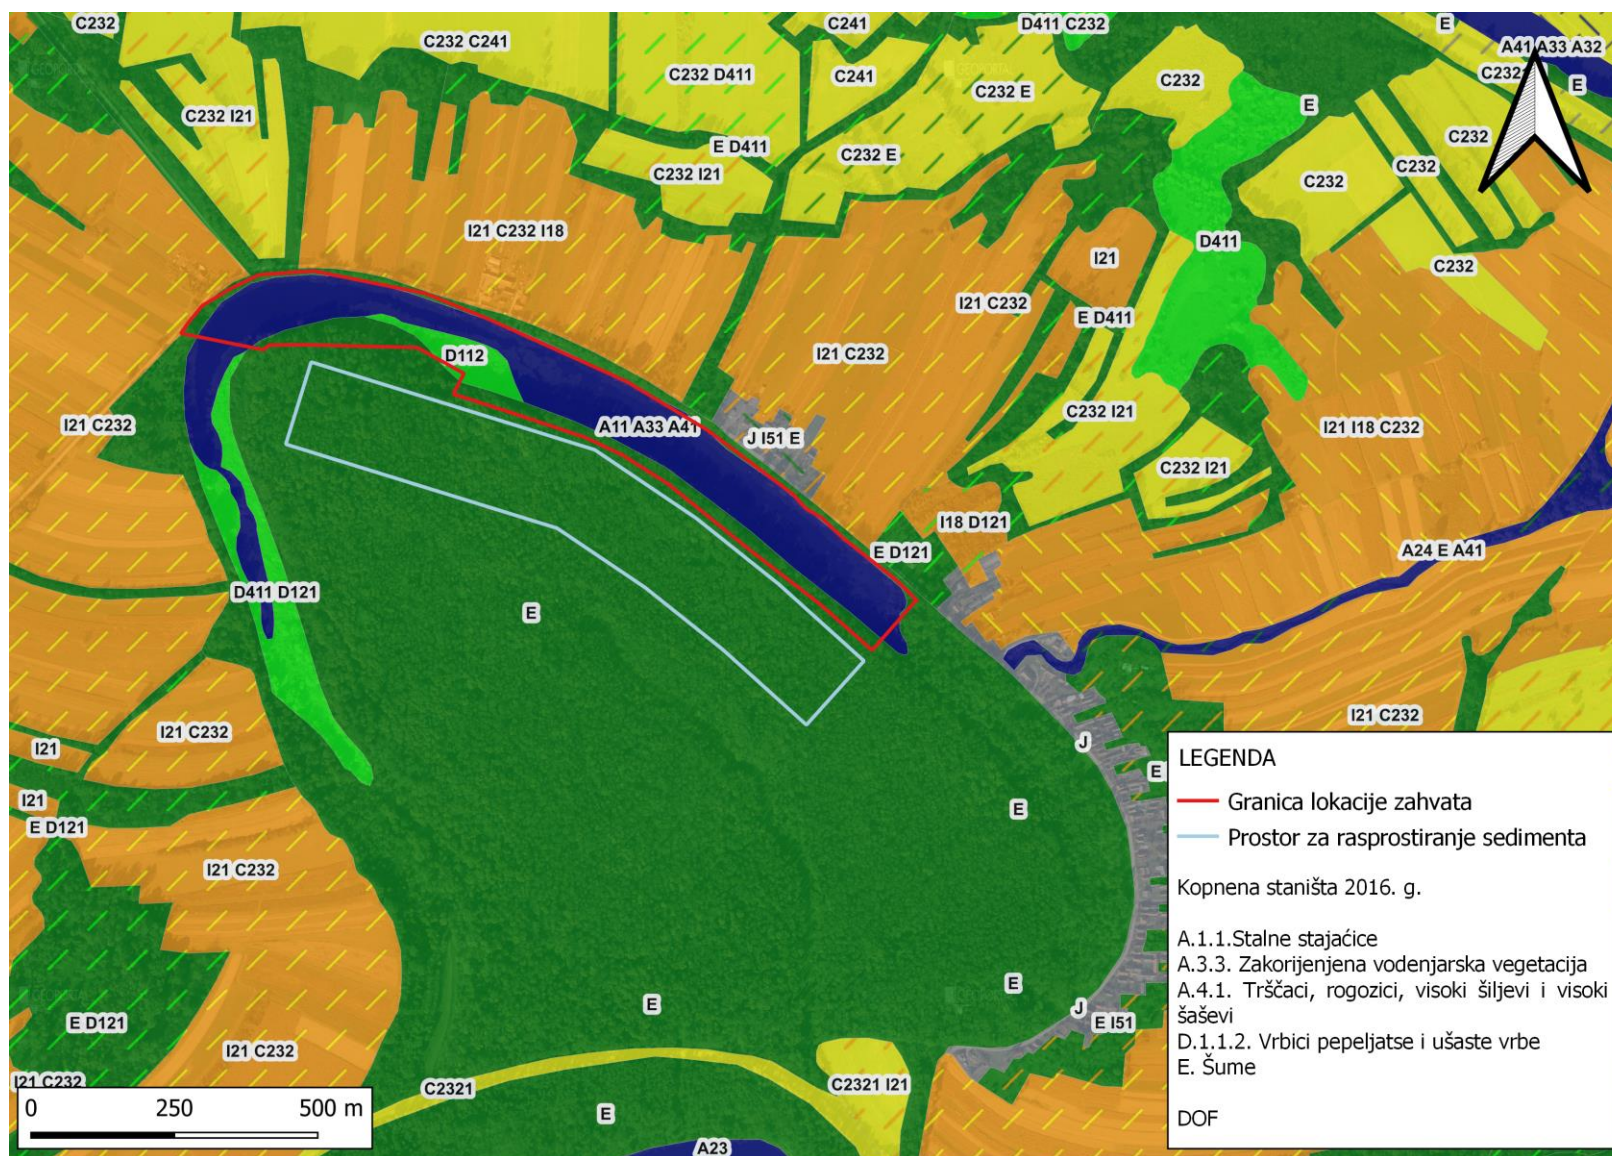 C232
C241
D411 C232
E
C232 C241
A41 A33 A32
C232 D411
C241
C232
C232
E
C232 E
E
C232 I21
C232
E D411
C232 E
C232
C232 I21
C232
I21 C232 I18
D411
I21
C232
I21 C232
E D411
D112
I21 C232
C232 I21
I21 C232
A11 A33 A41
J I51 E
I21 I18 C232
C232 I21
I18 D121
E D121
A24 E A41
D411 D121
E
I21 C232
I21 C232
I21
J
E
I21
E D121
E
I21 C232
E
E
J
E I51
E D121
I21 C232
I21 C232
C2321
C2321 I21
E
A23
0 250 500 m
LEGENDA
Granica lokacije zahvata
Prostor za rasprostiranje sedimenta
Kopnena staništa 2016. g.
A.1.1.Stalne stajaćice
A.3.3. Zakorijenjena vodenjarska vegetacija
A.4.1. Trščaci, rogozici, visoki šiljevi i visoki
šaševi
D.1.1.2. Vrbici pepeljatse i ušaste vrbe
E. Šume
DOF